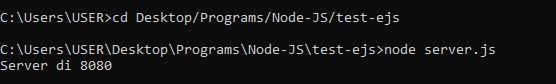 C:\Users\USER>cd Desktop/Programs/Node-JS/test-ejs
C:\Users\USER\Desktop\Programs\Node-JS\test-ejs>node server.js
Server di 8080